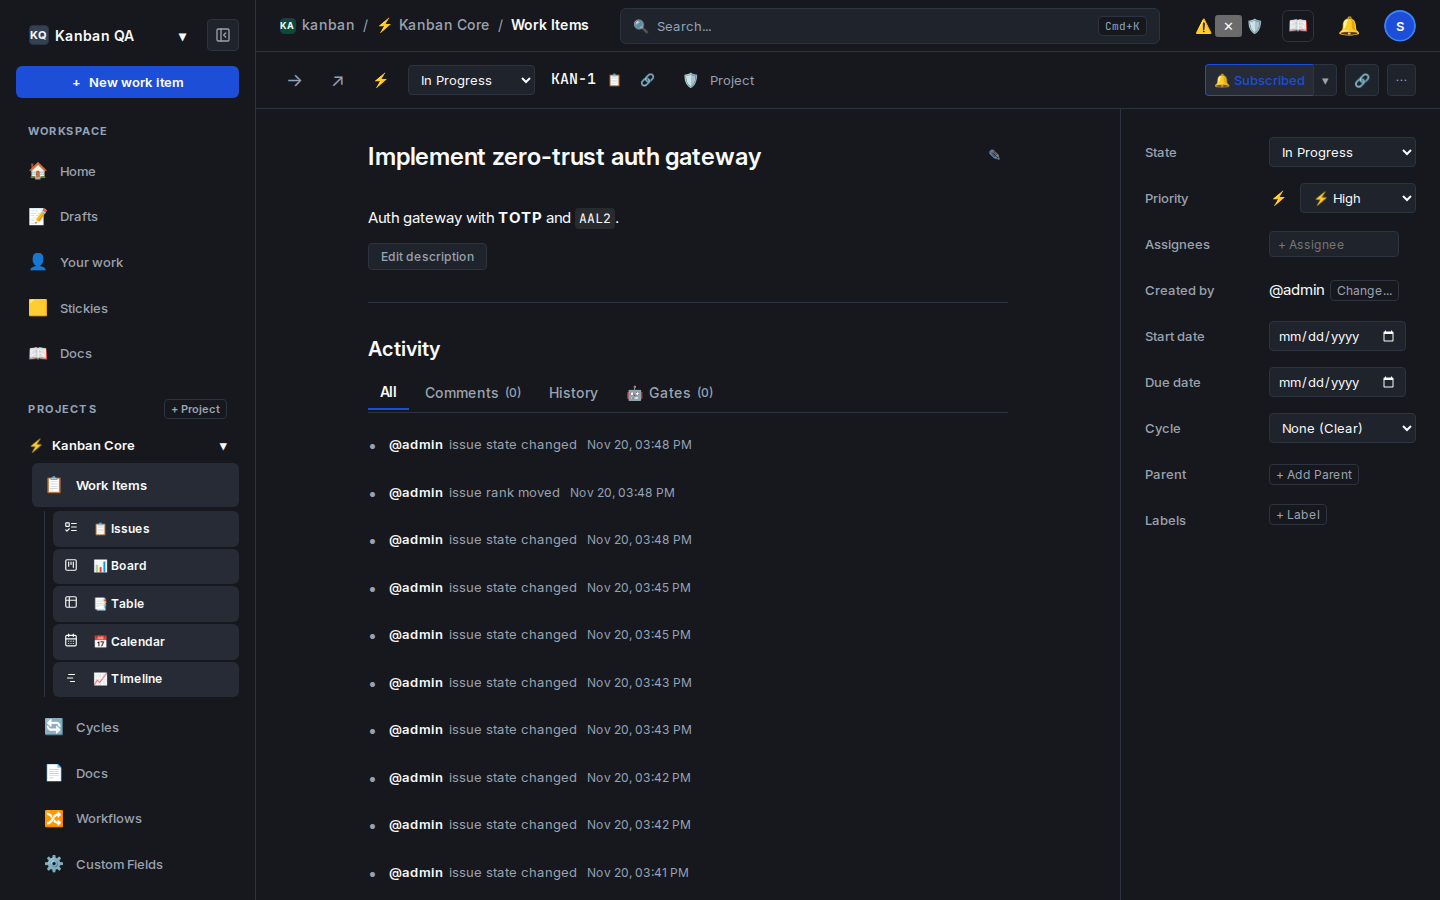 KQ Kanban QA ▾
+ New work item
WORKSPACE
🏠 Home
📝 Drafts
👤 Your work
🟨 Stickies
📖 Docs
PROJECTS + Project
⚡ Kanban Core ▾
📋 Work Items
📋 Issues
📊 Board
📑 Table
📅 Calendar
📈 Timeline
🔄 Cycles
📄 Docs
🔀 Workflows
⚙️ Custom Fields
KA kanban / ⚡ Kanban Core / Work Items
🔍 Search... Cmd+K
⚠️ ✕ 🛡️ 📖 🔔 S
→ ↗ ⚡ In Progress KAN-1 📋 🔗 🛡️ Project
🔔 Subscribed ▾ 🔗 ···
Implement zero-trust auth gateway ✎
Auth gateway with TOTP and AAL2.
Edit description
Activity
All Comments (0) History 🤖 Gates (0)
● @admin issue state changed Nov 20, 03:48 PM
● @admin issue rank moved Nov 20, 03:48 PM
● @admin issue state changed Nov 20, 03:48 PM
● @admin issue state changed Nov 20, 03:45 PM
● @admin issue state changed Nov 20, 03:45 PM
● @admin issue state changed Nov 20, 03:43 PM
● @admin issue state changed Nov 20, 03:43 PM
● @admin issue state changed Nov 20, 03:42 PM
● @admin issue state changed Nov 20, 03:42 PM
● @admin issue state changed Nov 20, 03:41 PM
State In Progress
Priority ⚡ ⚡ High
Assignees + Assignee
Created by @admin Change...
Start date mm/dd/yyyy
Due date mm/dd/yyyy
Cycle None (Clear)
Parent + Add Parent
Labels + Label